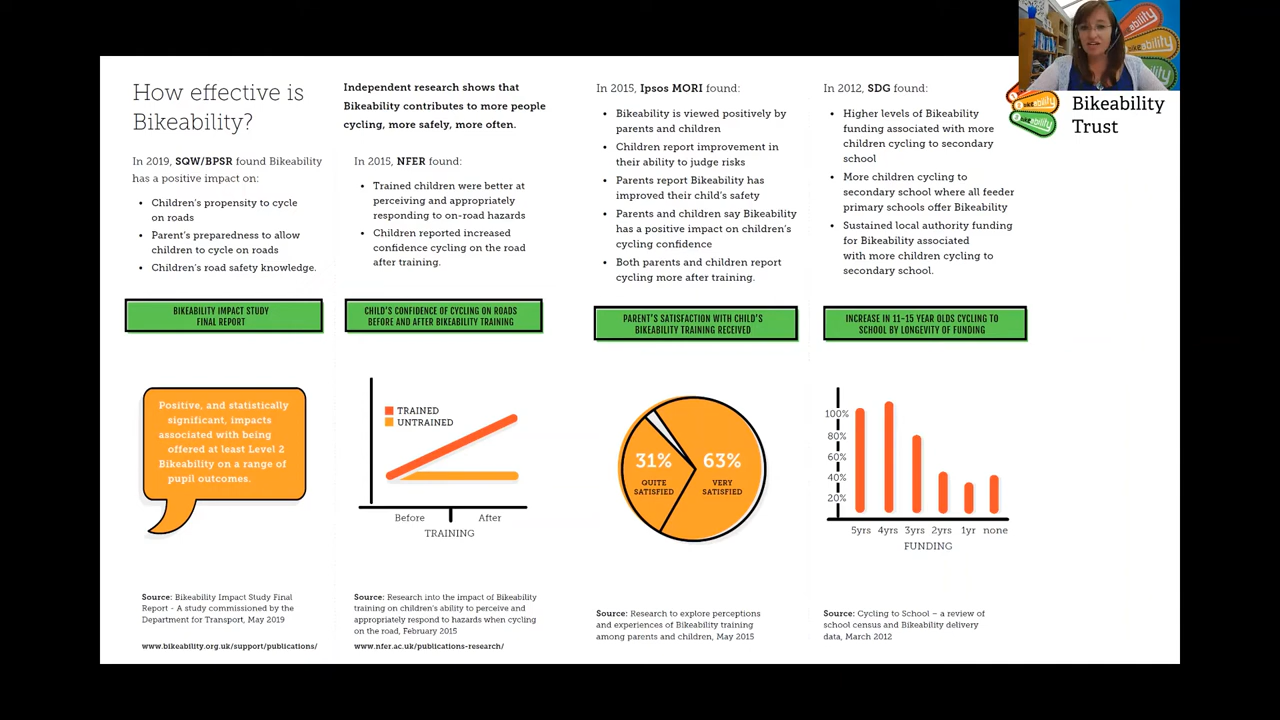 How effective is
Bikeability?
In 2019, SQW/BPSR found Bikeability
has a positive impact on:
• Children's propensity to cycle
on roads
• Parent's preparedness to allow
children to cycle on roads
• Children's road safety knowledge.
BIKEABILITY IMPACT STUDY
FINAL REPORT
Positive, and statistically
significant, impacts
associated with being
offered at least Level 2
Bikeability on a range of
pupil outcomes.
Source: Bikeability Impact Study Final
Report - A study commissioned by the
Department for Transport, May 2019
www.bikeability.org.uk/support/publications/
Independent research shows that
Bikeability contributes to more people
cycling, more safely, more often.
In 2015, NFER found:
• Trained children were better at
perceiving and appropriately
responding to on-road hazards
• Children reported increased
confidence cycling on the road
after training.
CHILD'S CONFIDENCE OF CYCLING ON ROADS
BEFORE AND AFTER BIKEABILITY TRAINING
TRAINED
UNTRAINED
Before After
TRAINING
Source: Research into the impact of Bikeability
training on children's ability to perceive and
appropriately respond to hazards when cycling
on the road, February 2015
www.nfer.ac.uk/publications-research/
In 2015, Ipsos MORI found:
• Bikeability is viewed positively by
parents and children
• Children report improvement in
their ability to judge risks
• Parents report Bikeability has
improved their child's safety
• Parents and children say Bikeability
has a positive impact on children's
cycling confidence
• Both parents and children report
cycling more after training.
PARENT'S SATISFACTION WITH CHILD'S
BIKEABILITY TRAINING RECEIVED
31%
QUITE
SATISFIED
63%
VERY
SATISFIED
Source: Research to explore perceptions
and experiences of Bikeability training
among parents and children, May 2015
In 2012, SDG found:
• Higher levels of Bikeability
funding associated with more
children cycling to secondary
school
• More children cycling to
secondary school where all feeder
primary schools offer Bikeability
• Sustained local authority funding
for Bikeability associated
with more children cycling to
secondary school.
INCREASE IN 11-15 YEAR OLDS CYCLING TO
SCHOOL BY LONGEVITY OF FUNDING
100%
80%
60%
40%
20%
5yrs 4yrs 3yrs 2yrs 1yr none
FUNDING
Source: Cycling to School – a review of
school census and Bikeability delivery
data, March 2012
Bikeability
Trust
1
2 bikeability
3 bikeability
ability
bikeability
ability